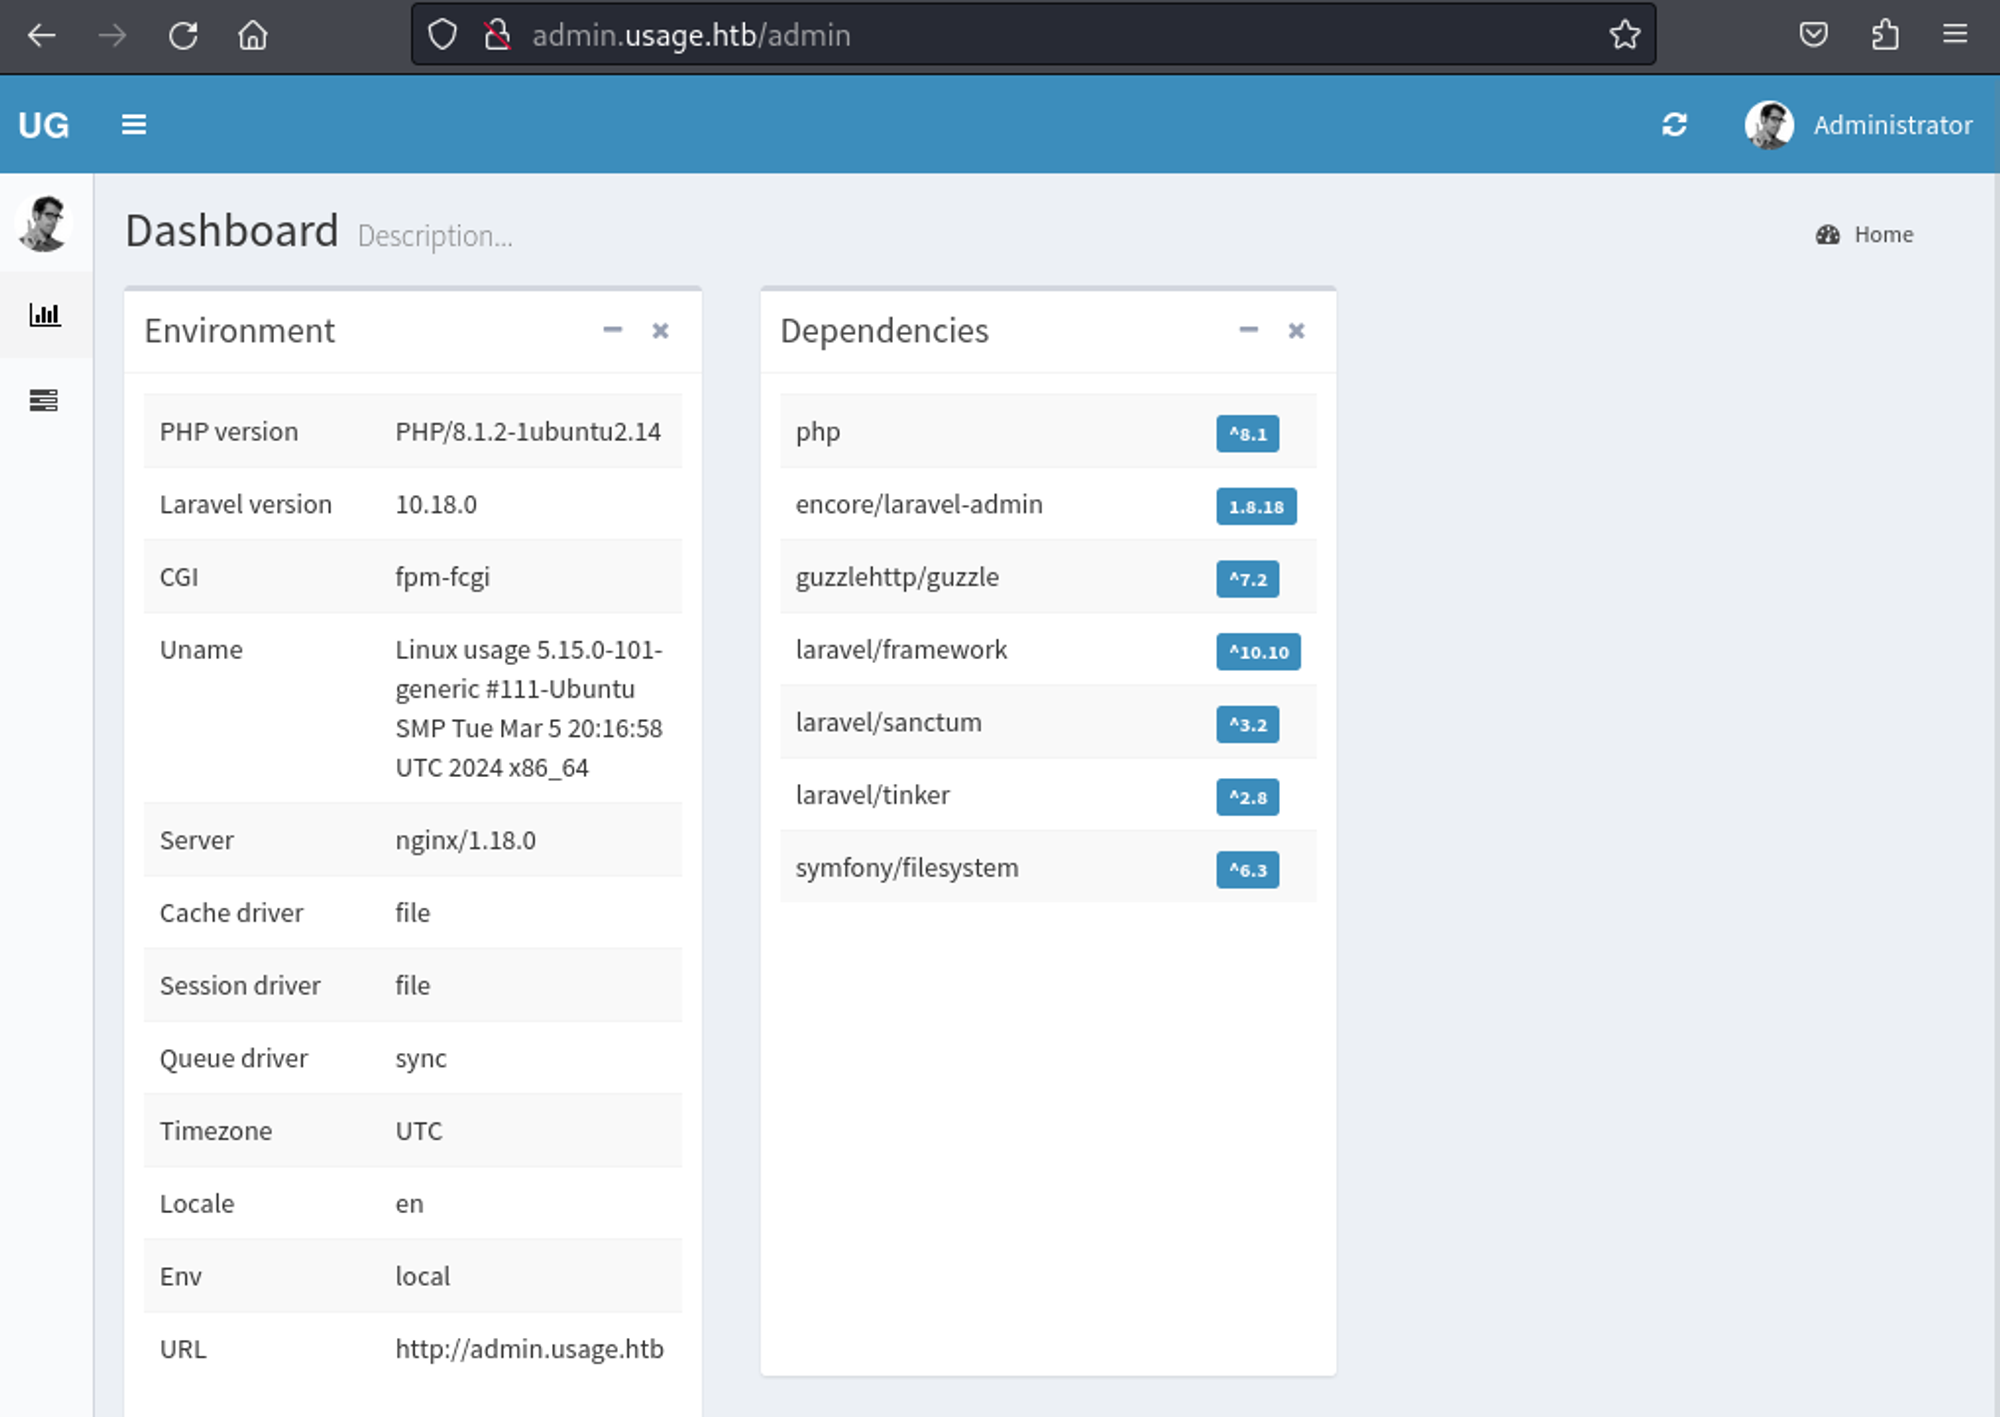 admin.usage.htb/admin
UG
Administrator
Dashboard Description...
Home
Environment
PHP version PHP/8.1.2-1ubuntu2.14
Laravel version 10.18.0
CGI fpm-fcgi
Uname Linux usage 5.15.0-101-
generic #111-Ubuntu
SMP Tue Mar 5 20:16:58
UTC 2024 x86_64
Server nginx/1.18.0
Cache driver file
Session driver file
Queue driver sync
Timezone UTC
Locale en
Env local
URL http://admin.usage.htb
Dependencies
php ^8.1
encore/laravel-admin 1.8.18
guzzlehttp/guzzle ^7.2
laravel/framework ^10.10
laravel/sanctum ^3.2
laravel/tinker ^2.8
symfony/filesystem ^6.3